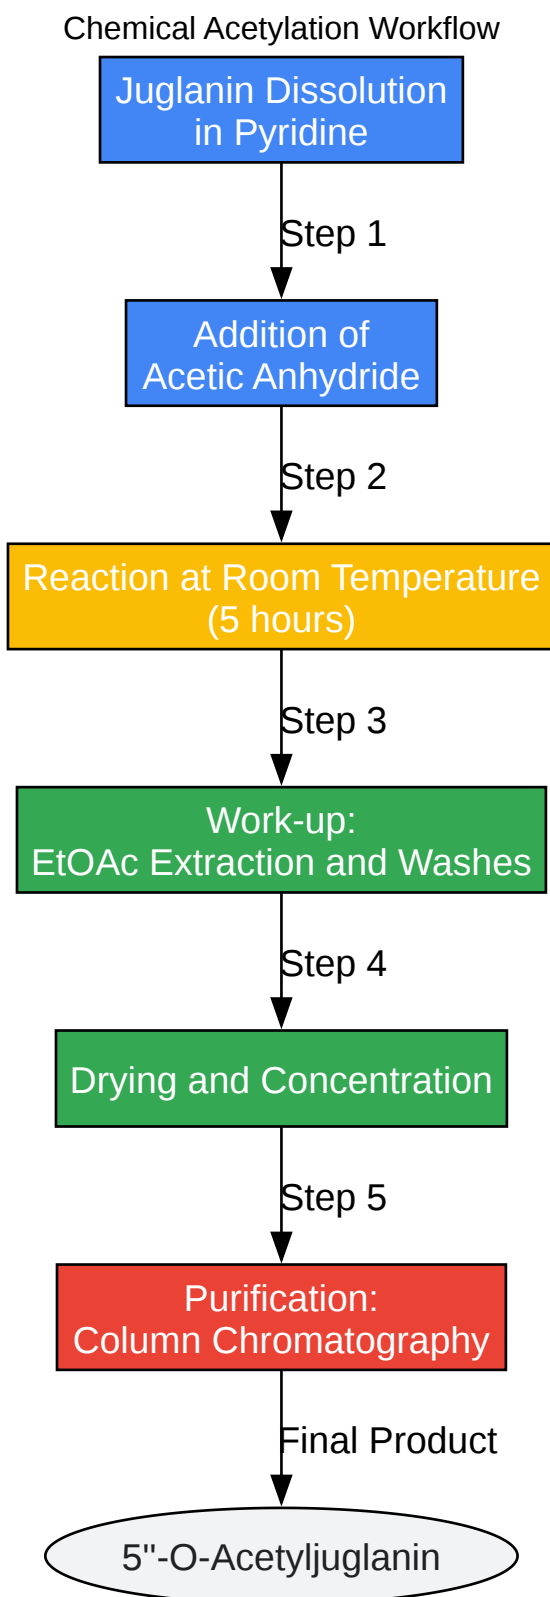 Chemical Acetylation Workflow
Juglanin Dissolution
in Pyridine
Step 1
Addition of
Acetic Anhydride
Step 2
Reaction at Room Temperature
(5 hours)
Step 3
Work-up:
EtOAc Extraction and Washes
Step 4
Drying and Concentration
Step 5
Purification:
Column Chromatography
Final Product
5''-O-Acetyljuglanin